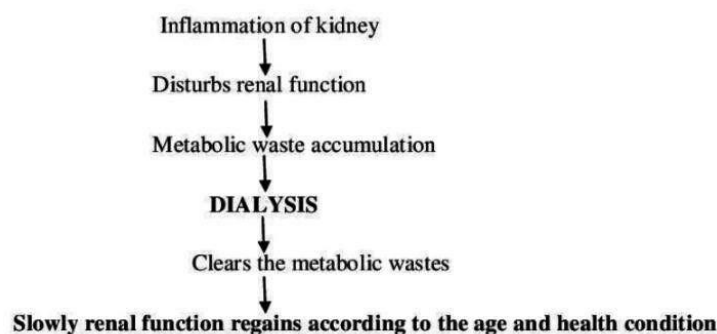 Inflammation of kidney
Disturbs renal function
Metabolic waste accumulation
DIALYSIS
Clears the metabolic wastes
Slowly renal function regains according to the age and health condition